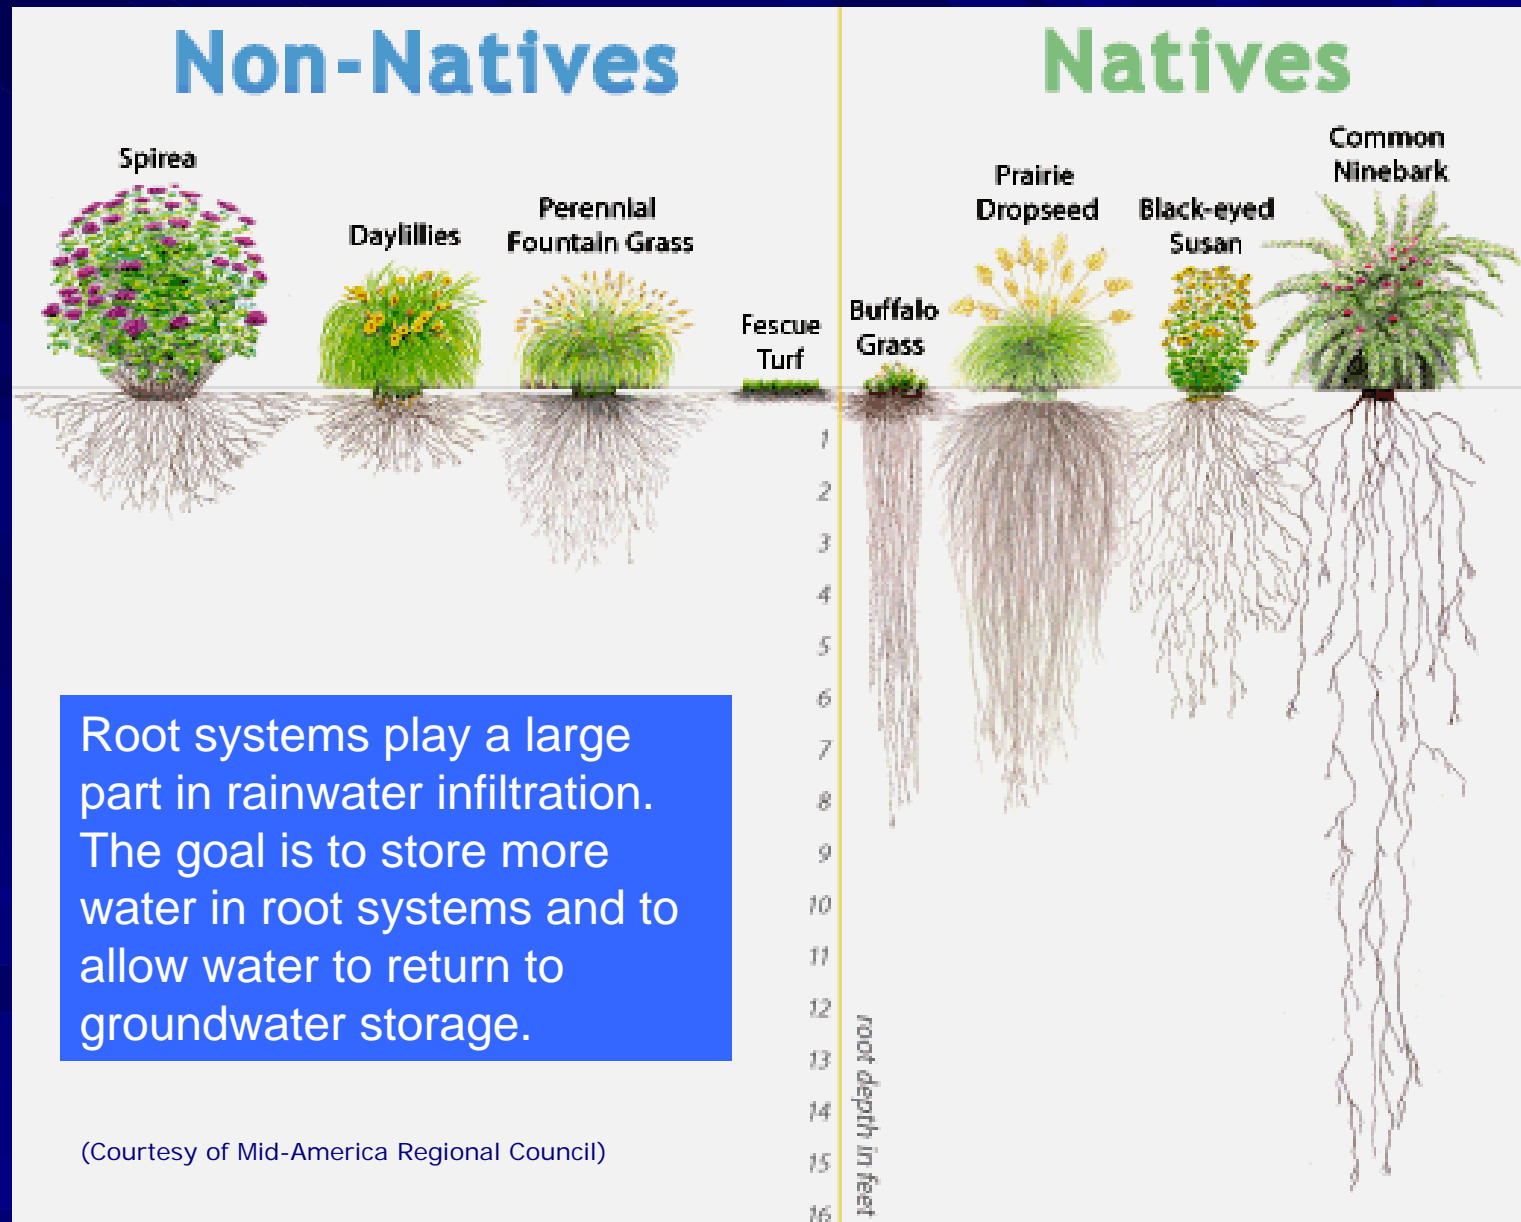 Non-Natives
Natives
Spirea
Daylillies
Perennial
Fountain Grass
Fescue
Turf
Buffalo
Grass
Prairie
Dropseed
Black-eyed
Susan
Common
Ninebark
1
2
3
4
5
6
7
8
9
10
11
12
13
14
15
16
root depth in feet
Root systems play a large
part in rainwater infiltration.
The goal is to store more
water in root systems and to
allow water to return to
groundwater storage.
(Courtesy of Mid-America Regional Council)